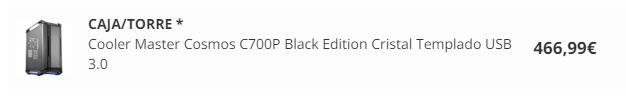 CAJA/TORRE *
Cooler Master Cosmos C700P Black Edition Cristal Templado USB
3.0
466,99€